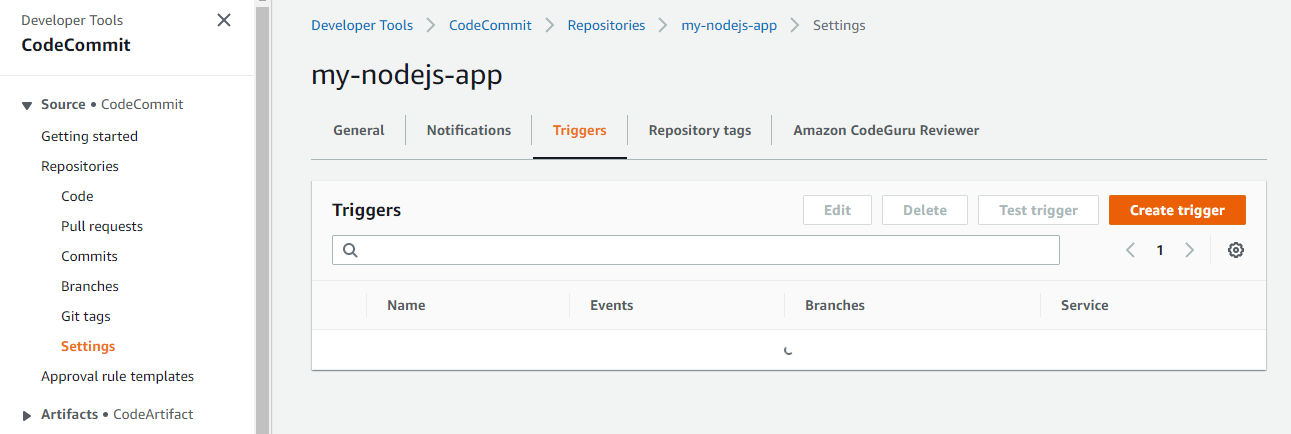 Developer Tools
CodeCommit
Source • CodeCommit
Getting started
Repositories
Code
Pull requests
Commits
Branches
Git tags
Settings
Approval rule templates
Artifacts • CodeArtifact
Developer Tools > CodeCommit > Repositories > my-nodejs-app > Settings
my-nodejs-app
General Notifications Triggers Repository tags Amazon CodeGuru Reviewer
Triggers Edit Delete Test trigger Create trigger
1
Name Events Branches Service